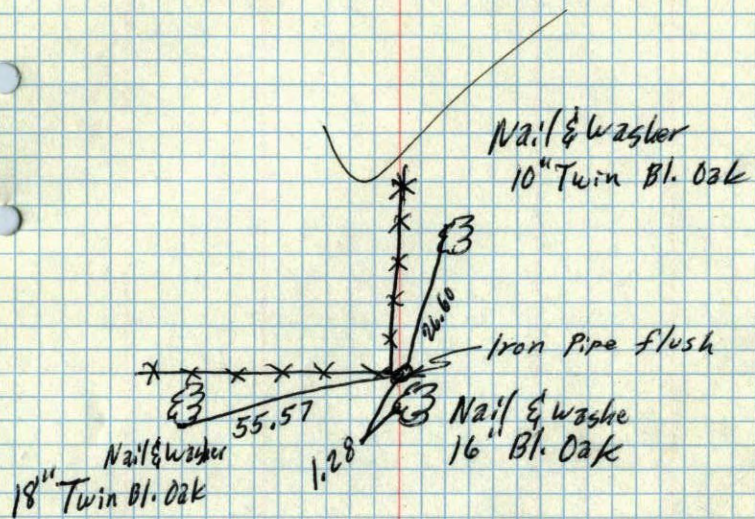 Nail & Washer
10" Twin Bl. Oak
26.60
Iron Pipe flush
55.57
1.28
Nail & washe
16" Bl. Oak
Nail & Washer
18" Twin Bl. Oak